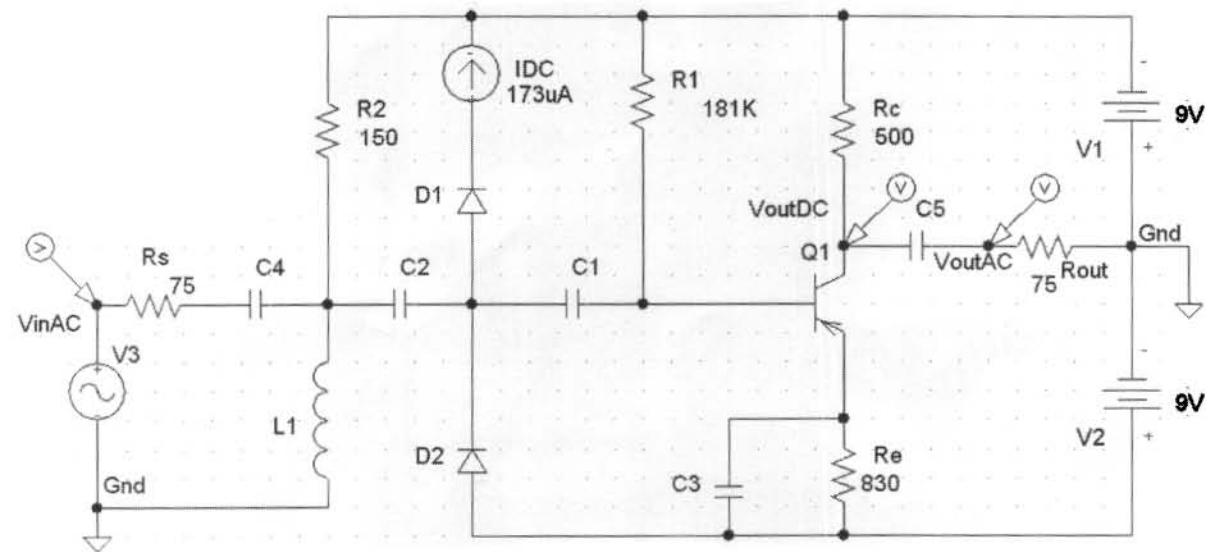 IDC
173uA
R1
181K
R2
150
Rc
500
9V
V1
D1
VoutDC
C5
Gnd
Rs
75
C4
C2
C1
Q1
VoutAC
75
Rout
VinAC
V3
L1
9V
V2
D2
C3
Re
830
Gnd
V
V
V
-
+
-
+
-
+
-